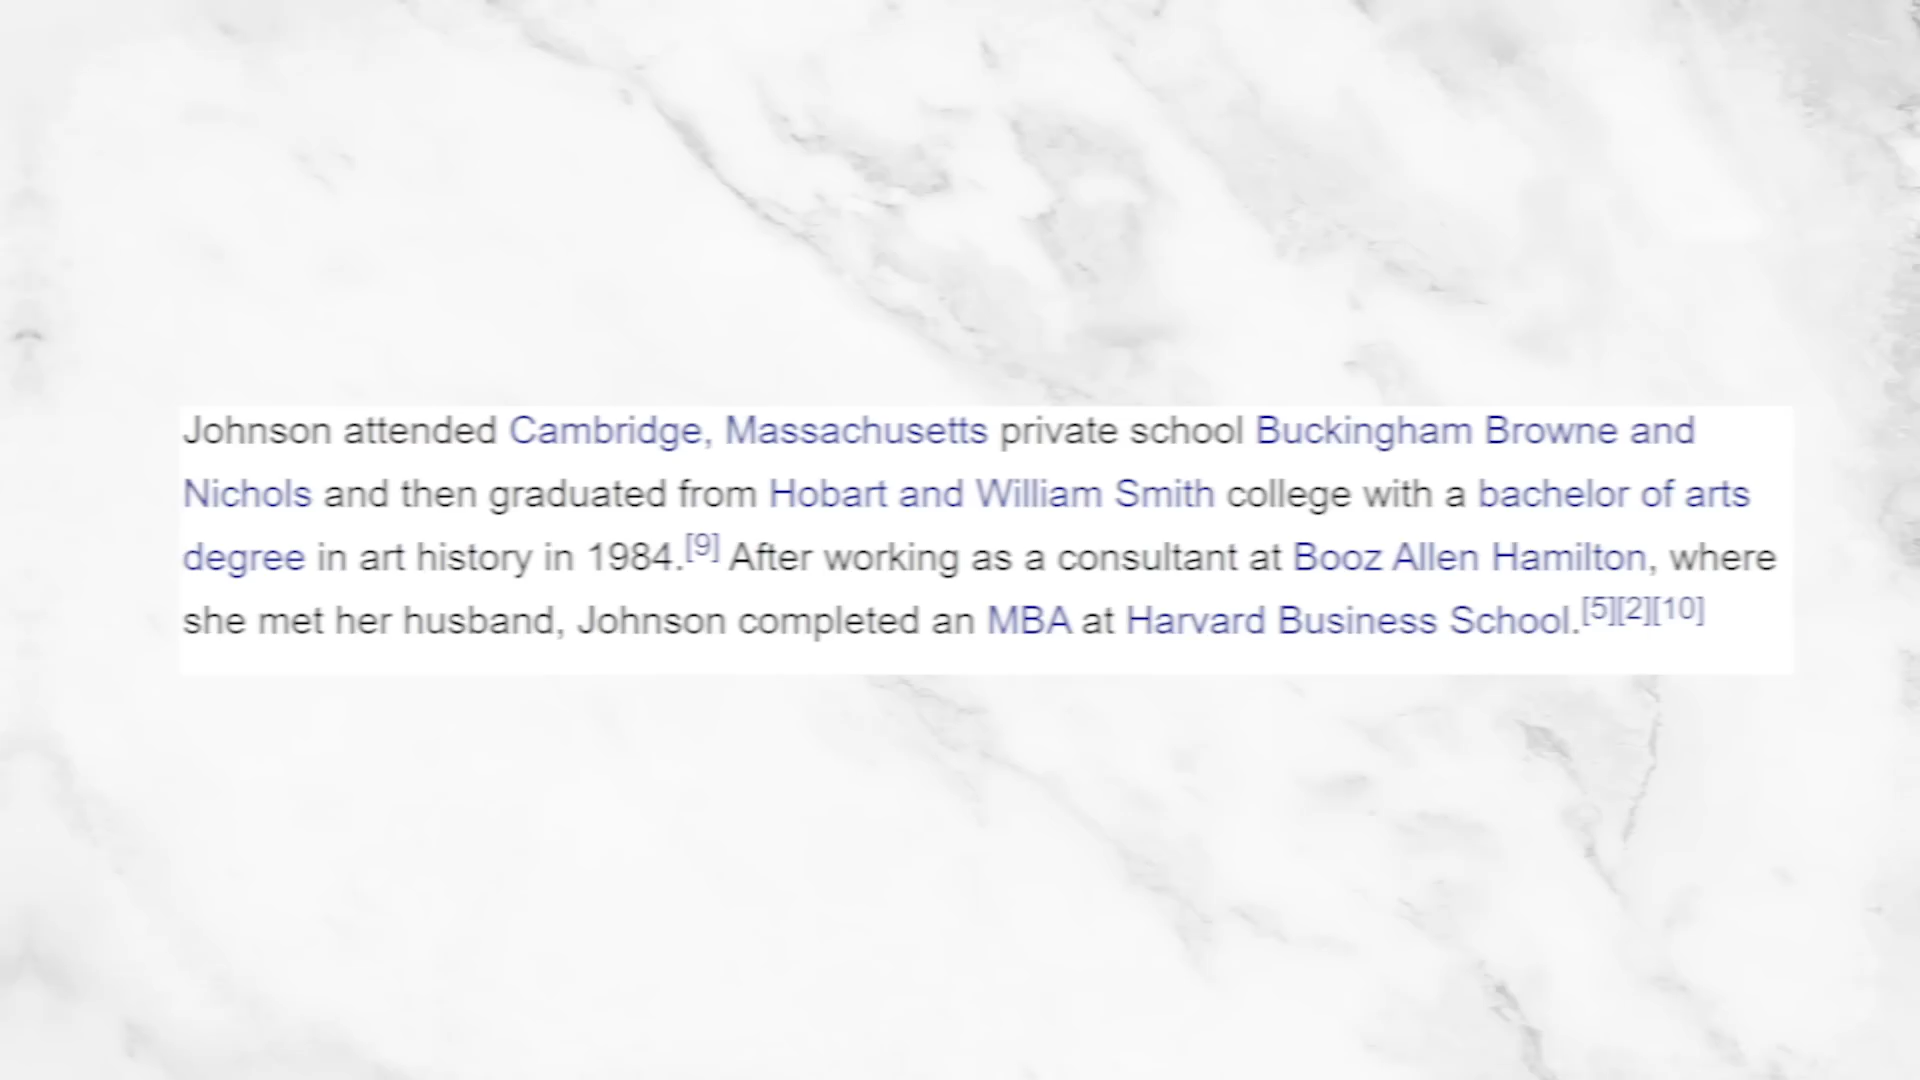 Johnson attended Cambridge, Massachusetts private school Buckingham Browne and
Nichols and then graduated from Hobart and William Smith college with a bachelor of arts
degree in art history in 1984.[9] After working as a consultant at Booz Allen Hamilton, where
she met her husband, Johnson completed an MBA at Harvard Business School.[5][2][10]